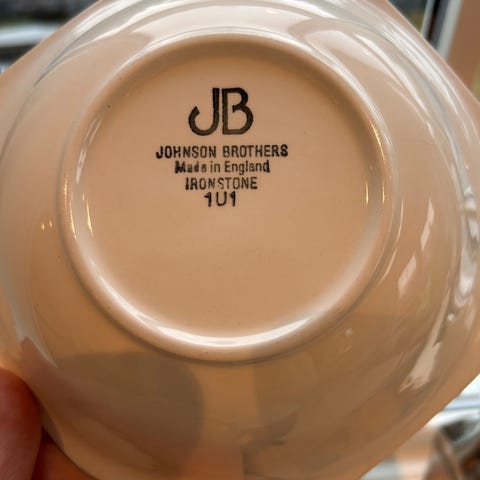 JB
JOHNSON BROTHERS
Made in England
IRONSTONE
1U1